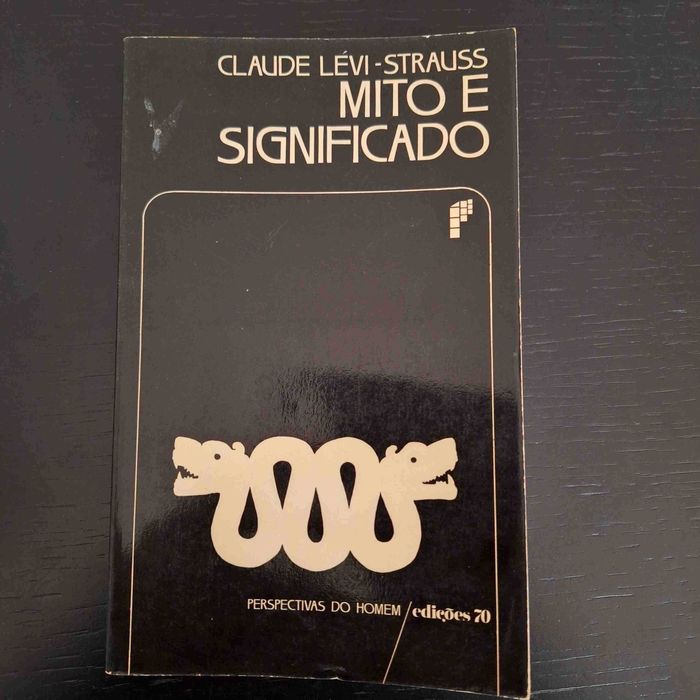 CLAUDE LÉVI-STRAUSS
MITO E
SIGNIFICADO
PERSPECTIVAS DO HOMEM / edições 70